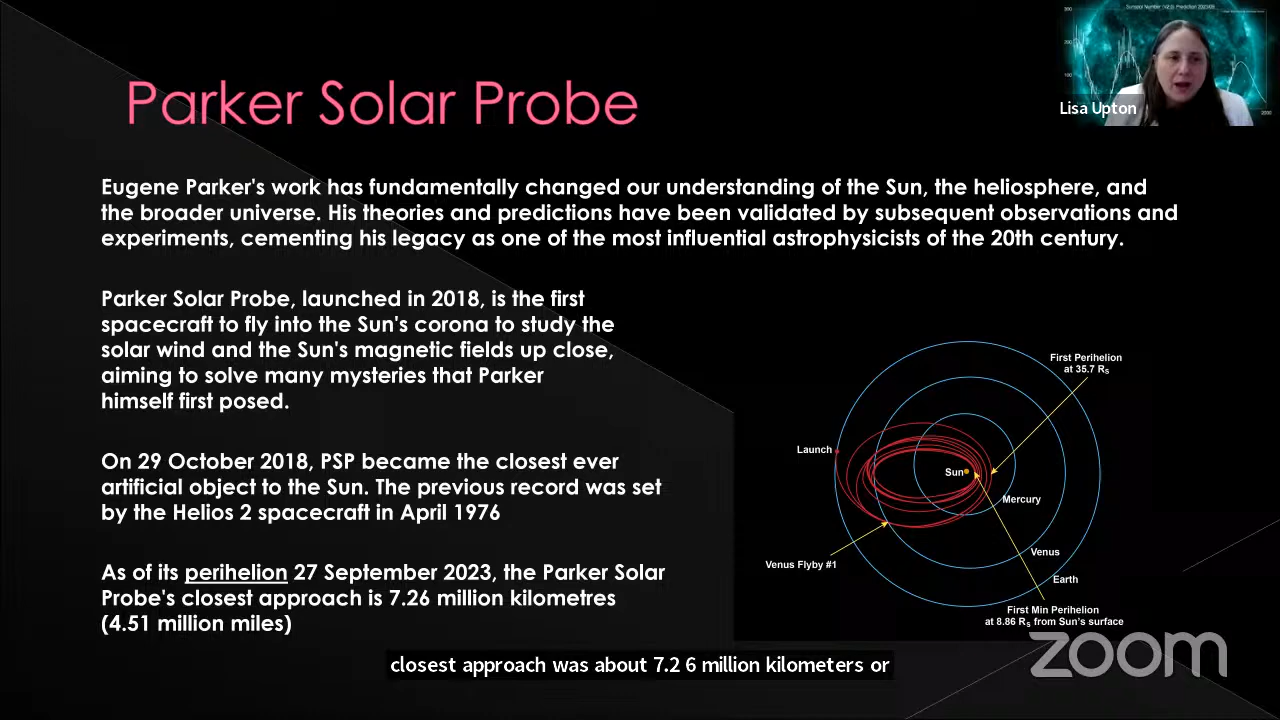 Parker Solar Probe
Lisa Upton
Eugene Parker's work has fundamentally changed our understanding of the Sun, the heliosphere, and
the broader universe. His theories and predictions have been validated by subsequent observations and
experiments, cementing his legacy as one of the most influential astrophysicists of the 20th century.
Parker Solar Probe, launched in 2018, is the first
spacecraft to fly into the Sun's corona to study the
solar wind and the Sun's magnetic fields up close,
aiming to solve many mysteries that Parker
himself first posed.
On 29 October 2018, PSP became the closest ever
artificial object to the Sun. The previous record was set
by the Helios 2 spacecraft in April 1976
As of its perihelion 27 September 2023, the Parker Solar
Probe's closest approach is 7.26 million kilometres
(4.51 million miles)
First Perihelion
at 35.7 Rs
Launch
Sun
Mercury
Venus
Venus Flyby #1
Earth
First Min Perihelion
at 8.86 Rs from Sun's surface
zoom
closest approach was about 7.2 6 million kilometers or